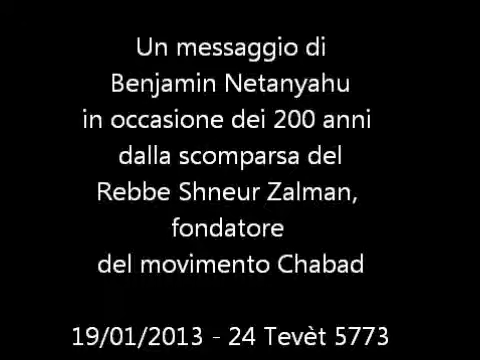 Un messaggio di
Benjamin Netanyahu
in occasione dei 200 anni
dalla scomparsa del
Rebbe Shneur Zalman,
fondatore
del movimento Chabad
19/01/2013 - 24 Tevèt 5773